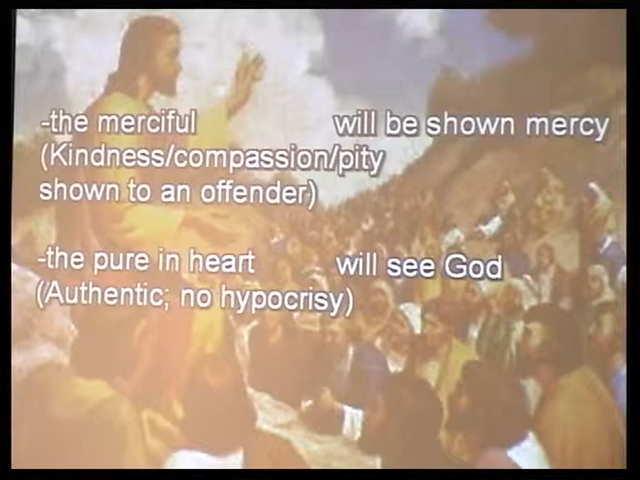 -the merciful will be shown mercy
(Kindness/compassion/pity
shown to an offender)
-the pure in heart will see God
(Authentic; no hypocrisy)